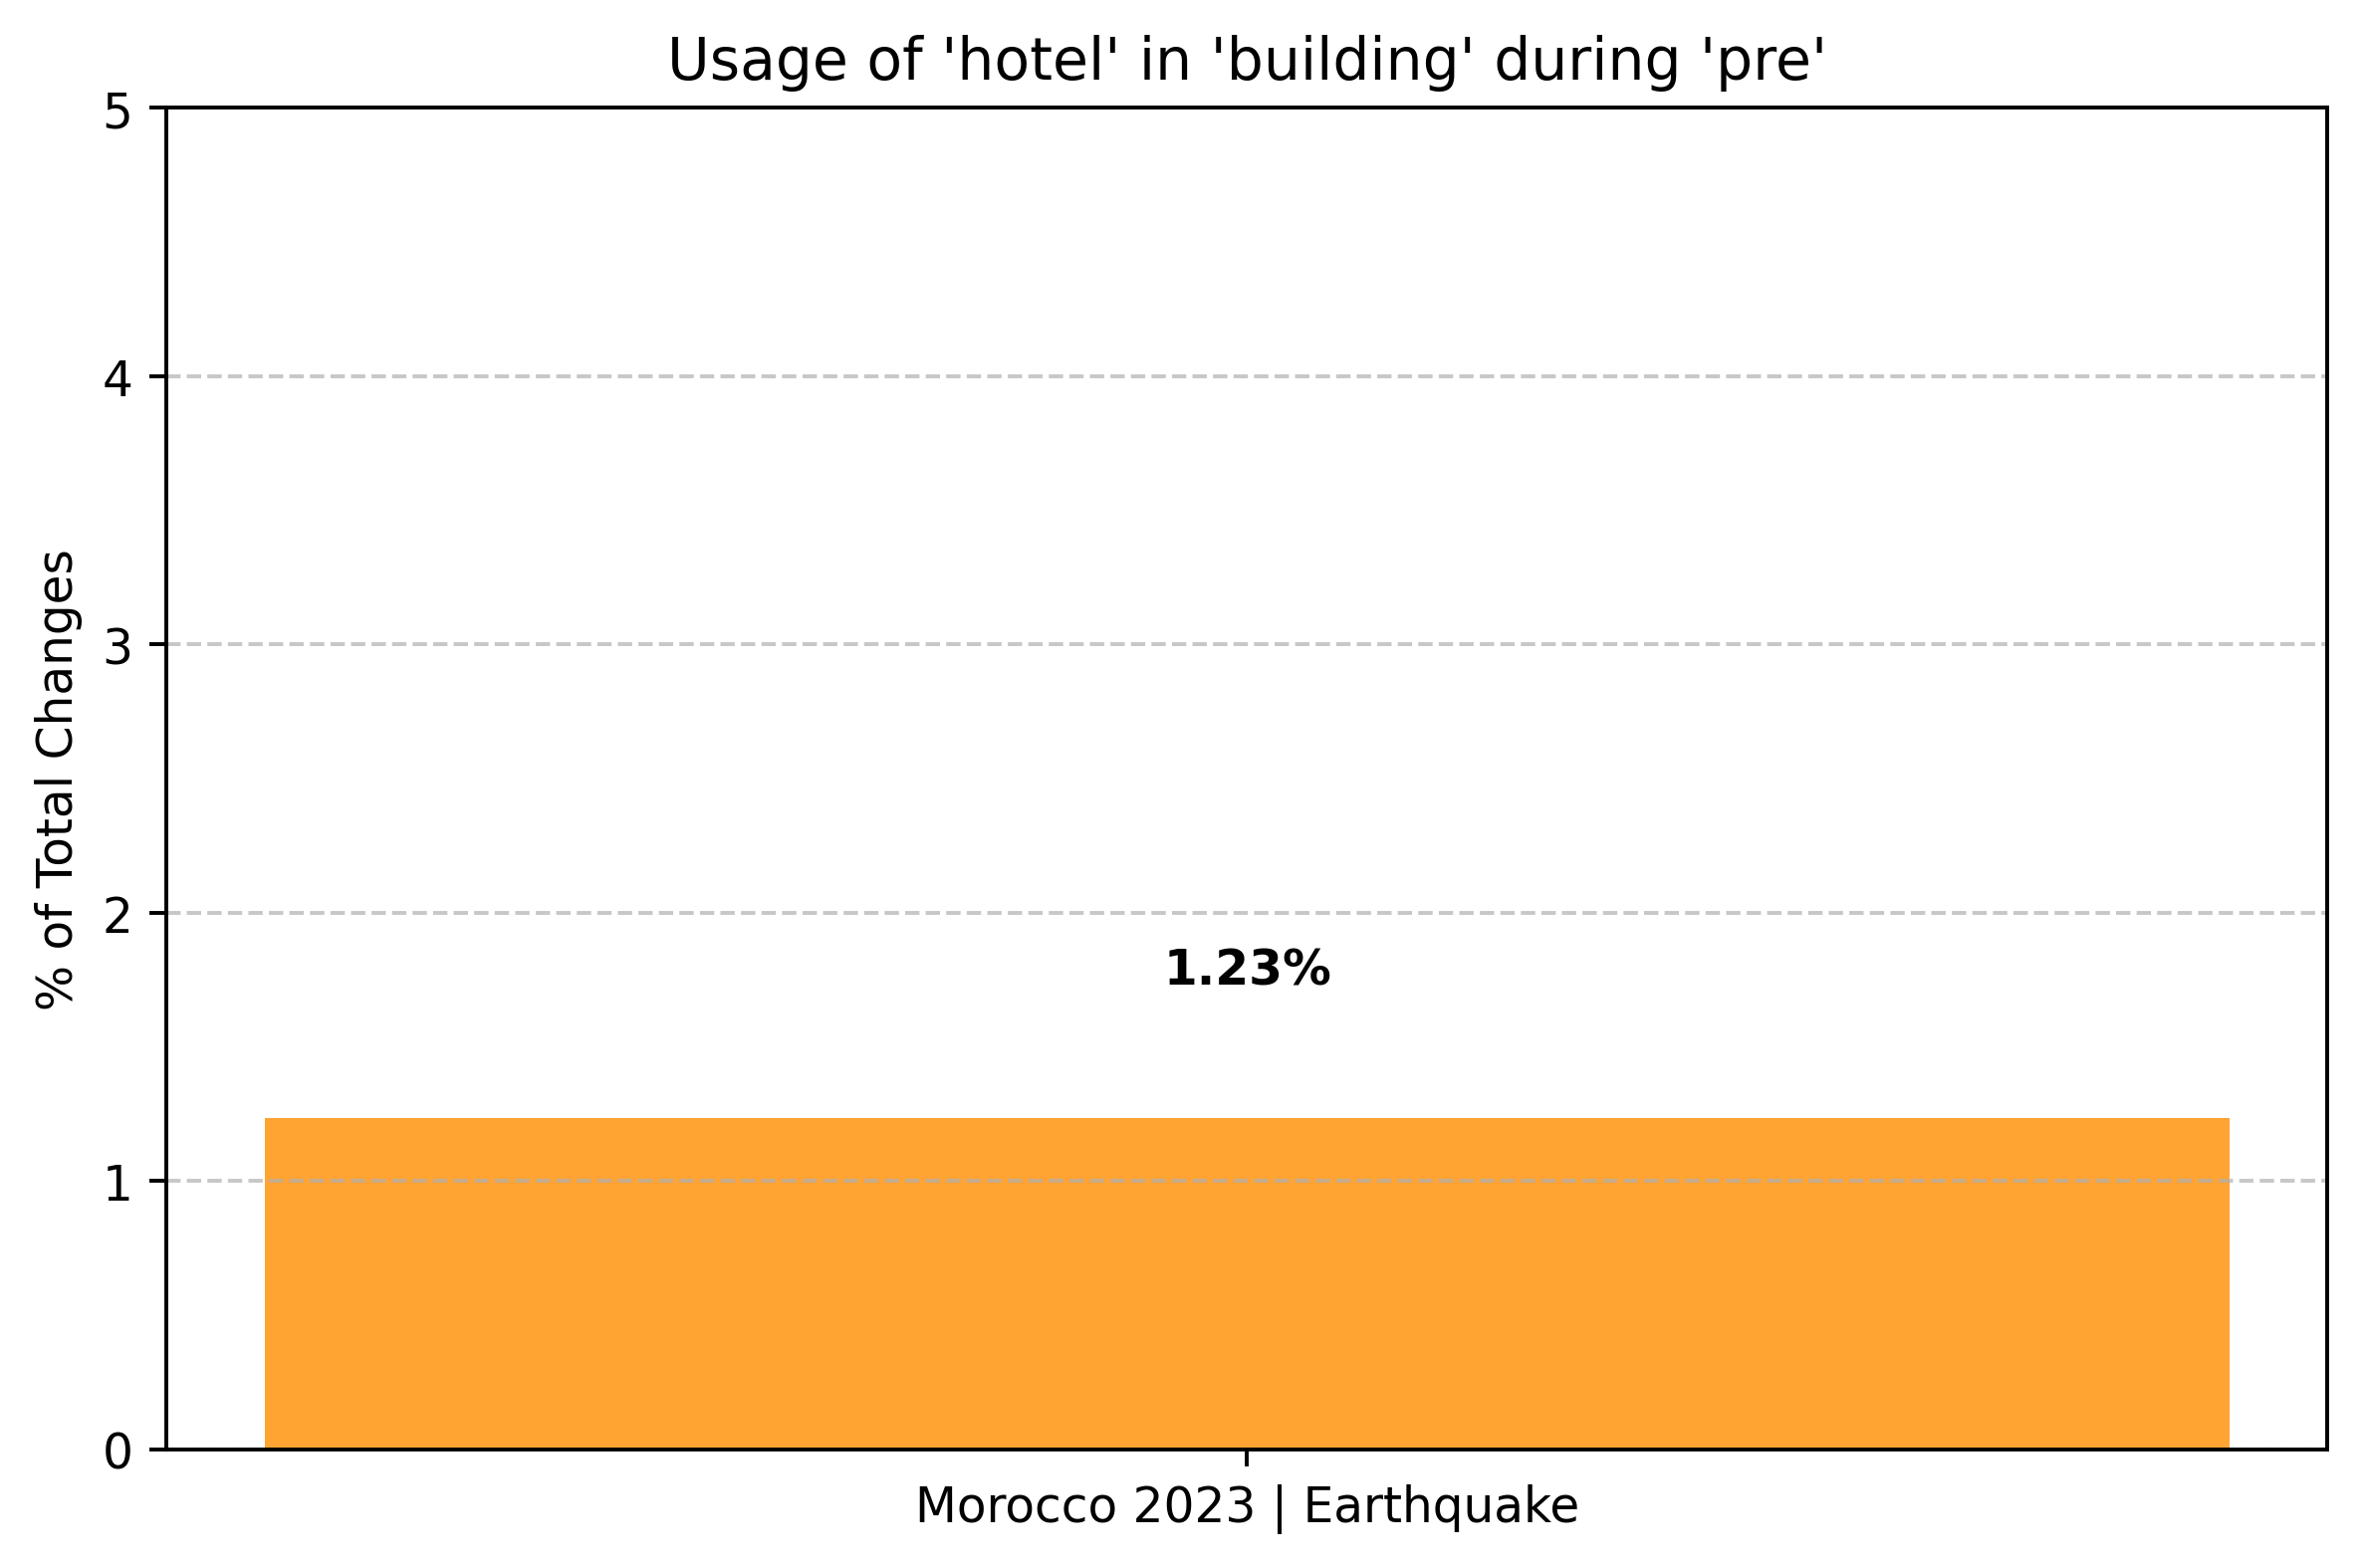 Usage of 'hotel' in 'building' during 'pre'
% of Total Changes
5
4
3
2
1
0
1.23%
Morocco 2023 | Earthquake